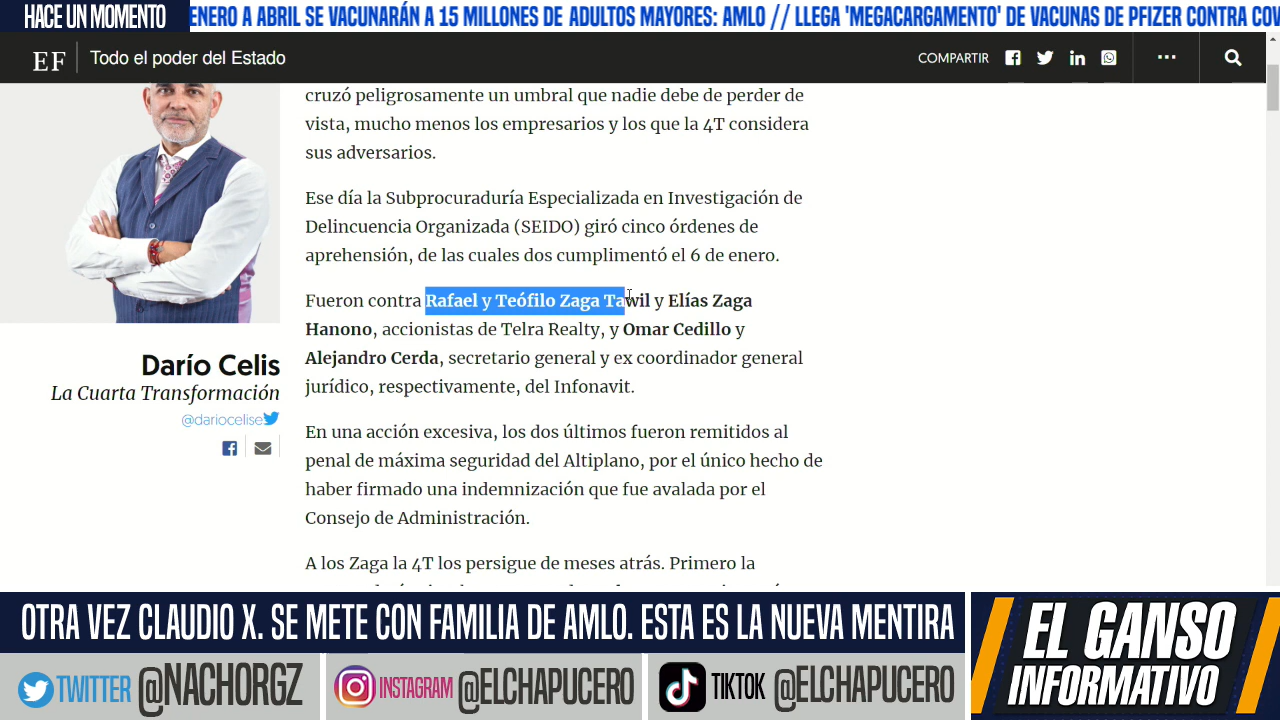 HACE UN MOMENTO
ENERO A ABRIL SE VACUNARÁN A 15 MILLONES DE ADULTOS MAYORES: AMLO // LLEGA 'MEGACARGAMENTO' DE VACUNAS DE PFIZER CONTRA COV
EF
Todo el poder del Estado
COMPARTIR
cruzó peligrosamente un umbral que nadie debe de perder de
vista, mucho menos los empresarios y los que la 4T considera
sus adversarios.
Ese día la Subprocuraduría Especializada en Investigación de
Delincuencia Organizada (SEIDO) giró cinco órdenes de
aprehensión, de las cuales dos cumplimentó el 6 de enero.
Fueron contra Rafael y Teófilo Zaga Tawil y Elías Zaga
Hanono, accionistas de Telra Realty, y Omar Cedillo y
Alejandro Cerda, secretario general y ex coordinador general
jurídico, respectivamente, del Infonavit.
Darío Celis
La Cuarta Transformación
@dariocelise
En una acción excesiva, los dos últimos fueron remitidos al
penal de máxima seguridad del Altiplano, por el único hecho de
haber firmado una indemnización que fue avalada por el
Consejo de Administración.
A los Zaga la 4T los persigue de meses atrás. Primero la
OTRA VEZ CLAUDIO X. SE METE CON FAMILIA DE AMLO. ESTA ES LA NUEVA MENTIRA
EL GANSO
INFORMATIVO
TWITTER @NACHORGZ
INSTAGRAM @ELCHAPUCERO
TIKTOK @ELCHAPUCERO